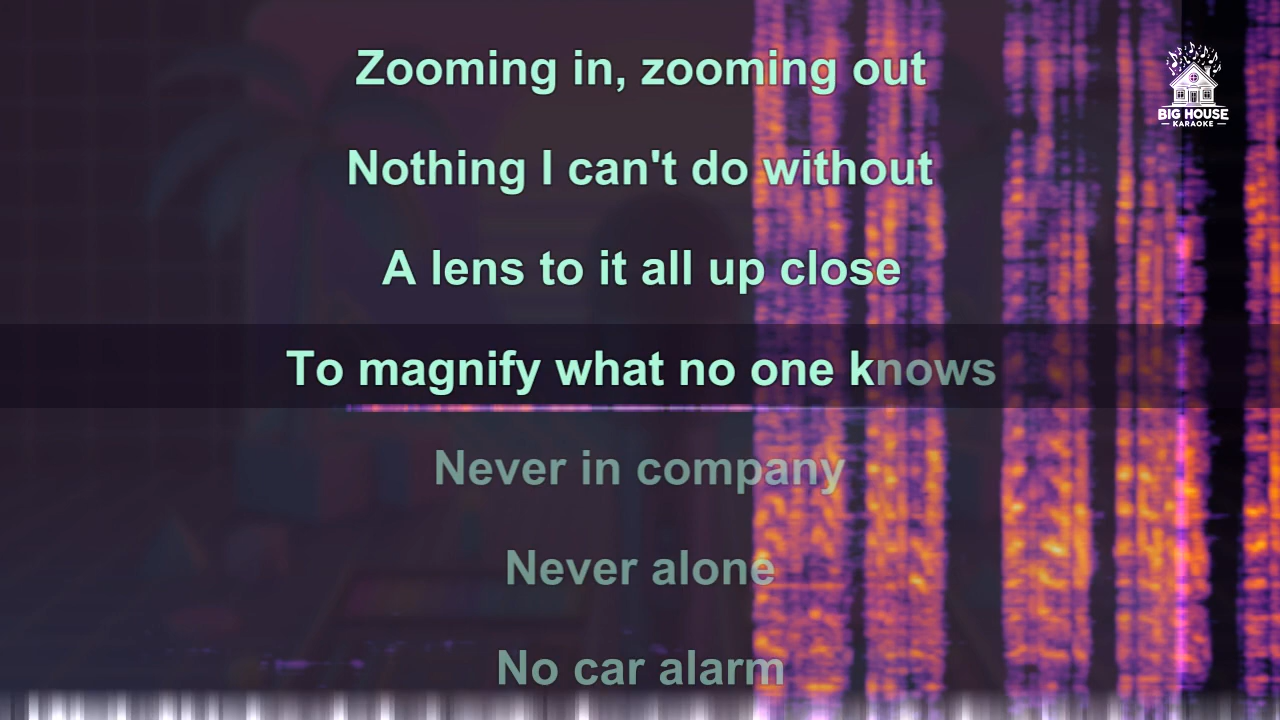 Zooming in, zooming out
BIG HOUSE
KARAOKE
Nothing I can't do without
A lens to it all up close
To magnify what no one knows
Never in company
Never alone
No car alarm